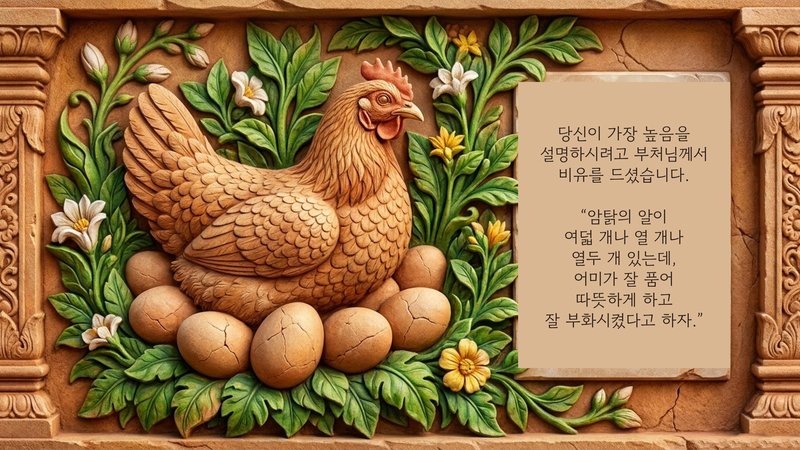 당신이 가장 높음을
설명하시려고 부처님께서
비유를 드셨습니다.
“암탉의 알이
여덟 개나 열 개나
열두 개 있는데,
어미가 잘 품어
따뜻하게 하고
잘 부화시켰다고 하자.”